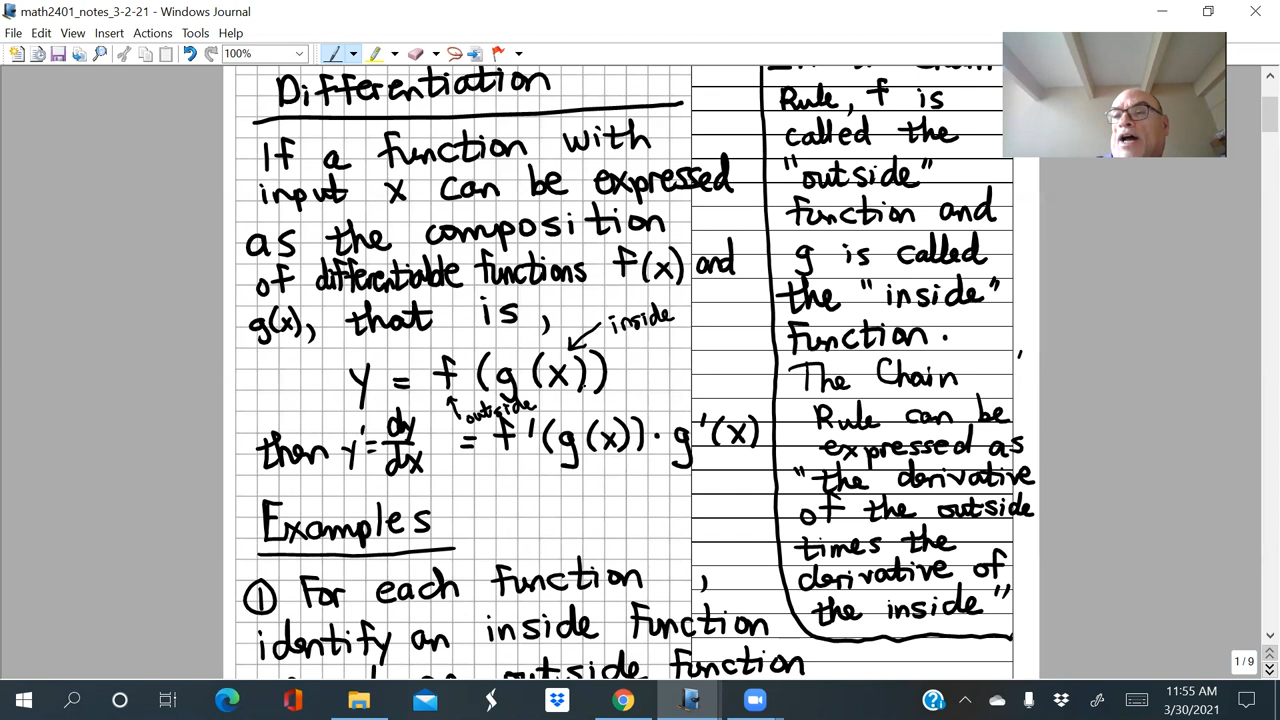 math2401_notes_3-2-21 - Windows Journal
File Edit View Insert Actions Tools Help
100%
Differentiation
If a function with
input x can be expressed
as the composition
of differentiable functions f(x) and
g(x), that is,
inside
y = f(g(x))
outside
then y' = dy/dx = f'(g(x)) · g'(x)
Examples
① For each function,
identify an inside function
outside function
Chain
Rule, f is
called the
"outside"
function and
g is called
the "inside"
function.
The Chain
Rule can be
expressed as
"the derivative
of the outside
times the
derivative of
the inside"
1 / 9
11:55 AM
3/30/2021